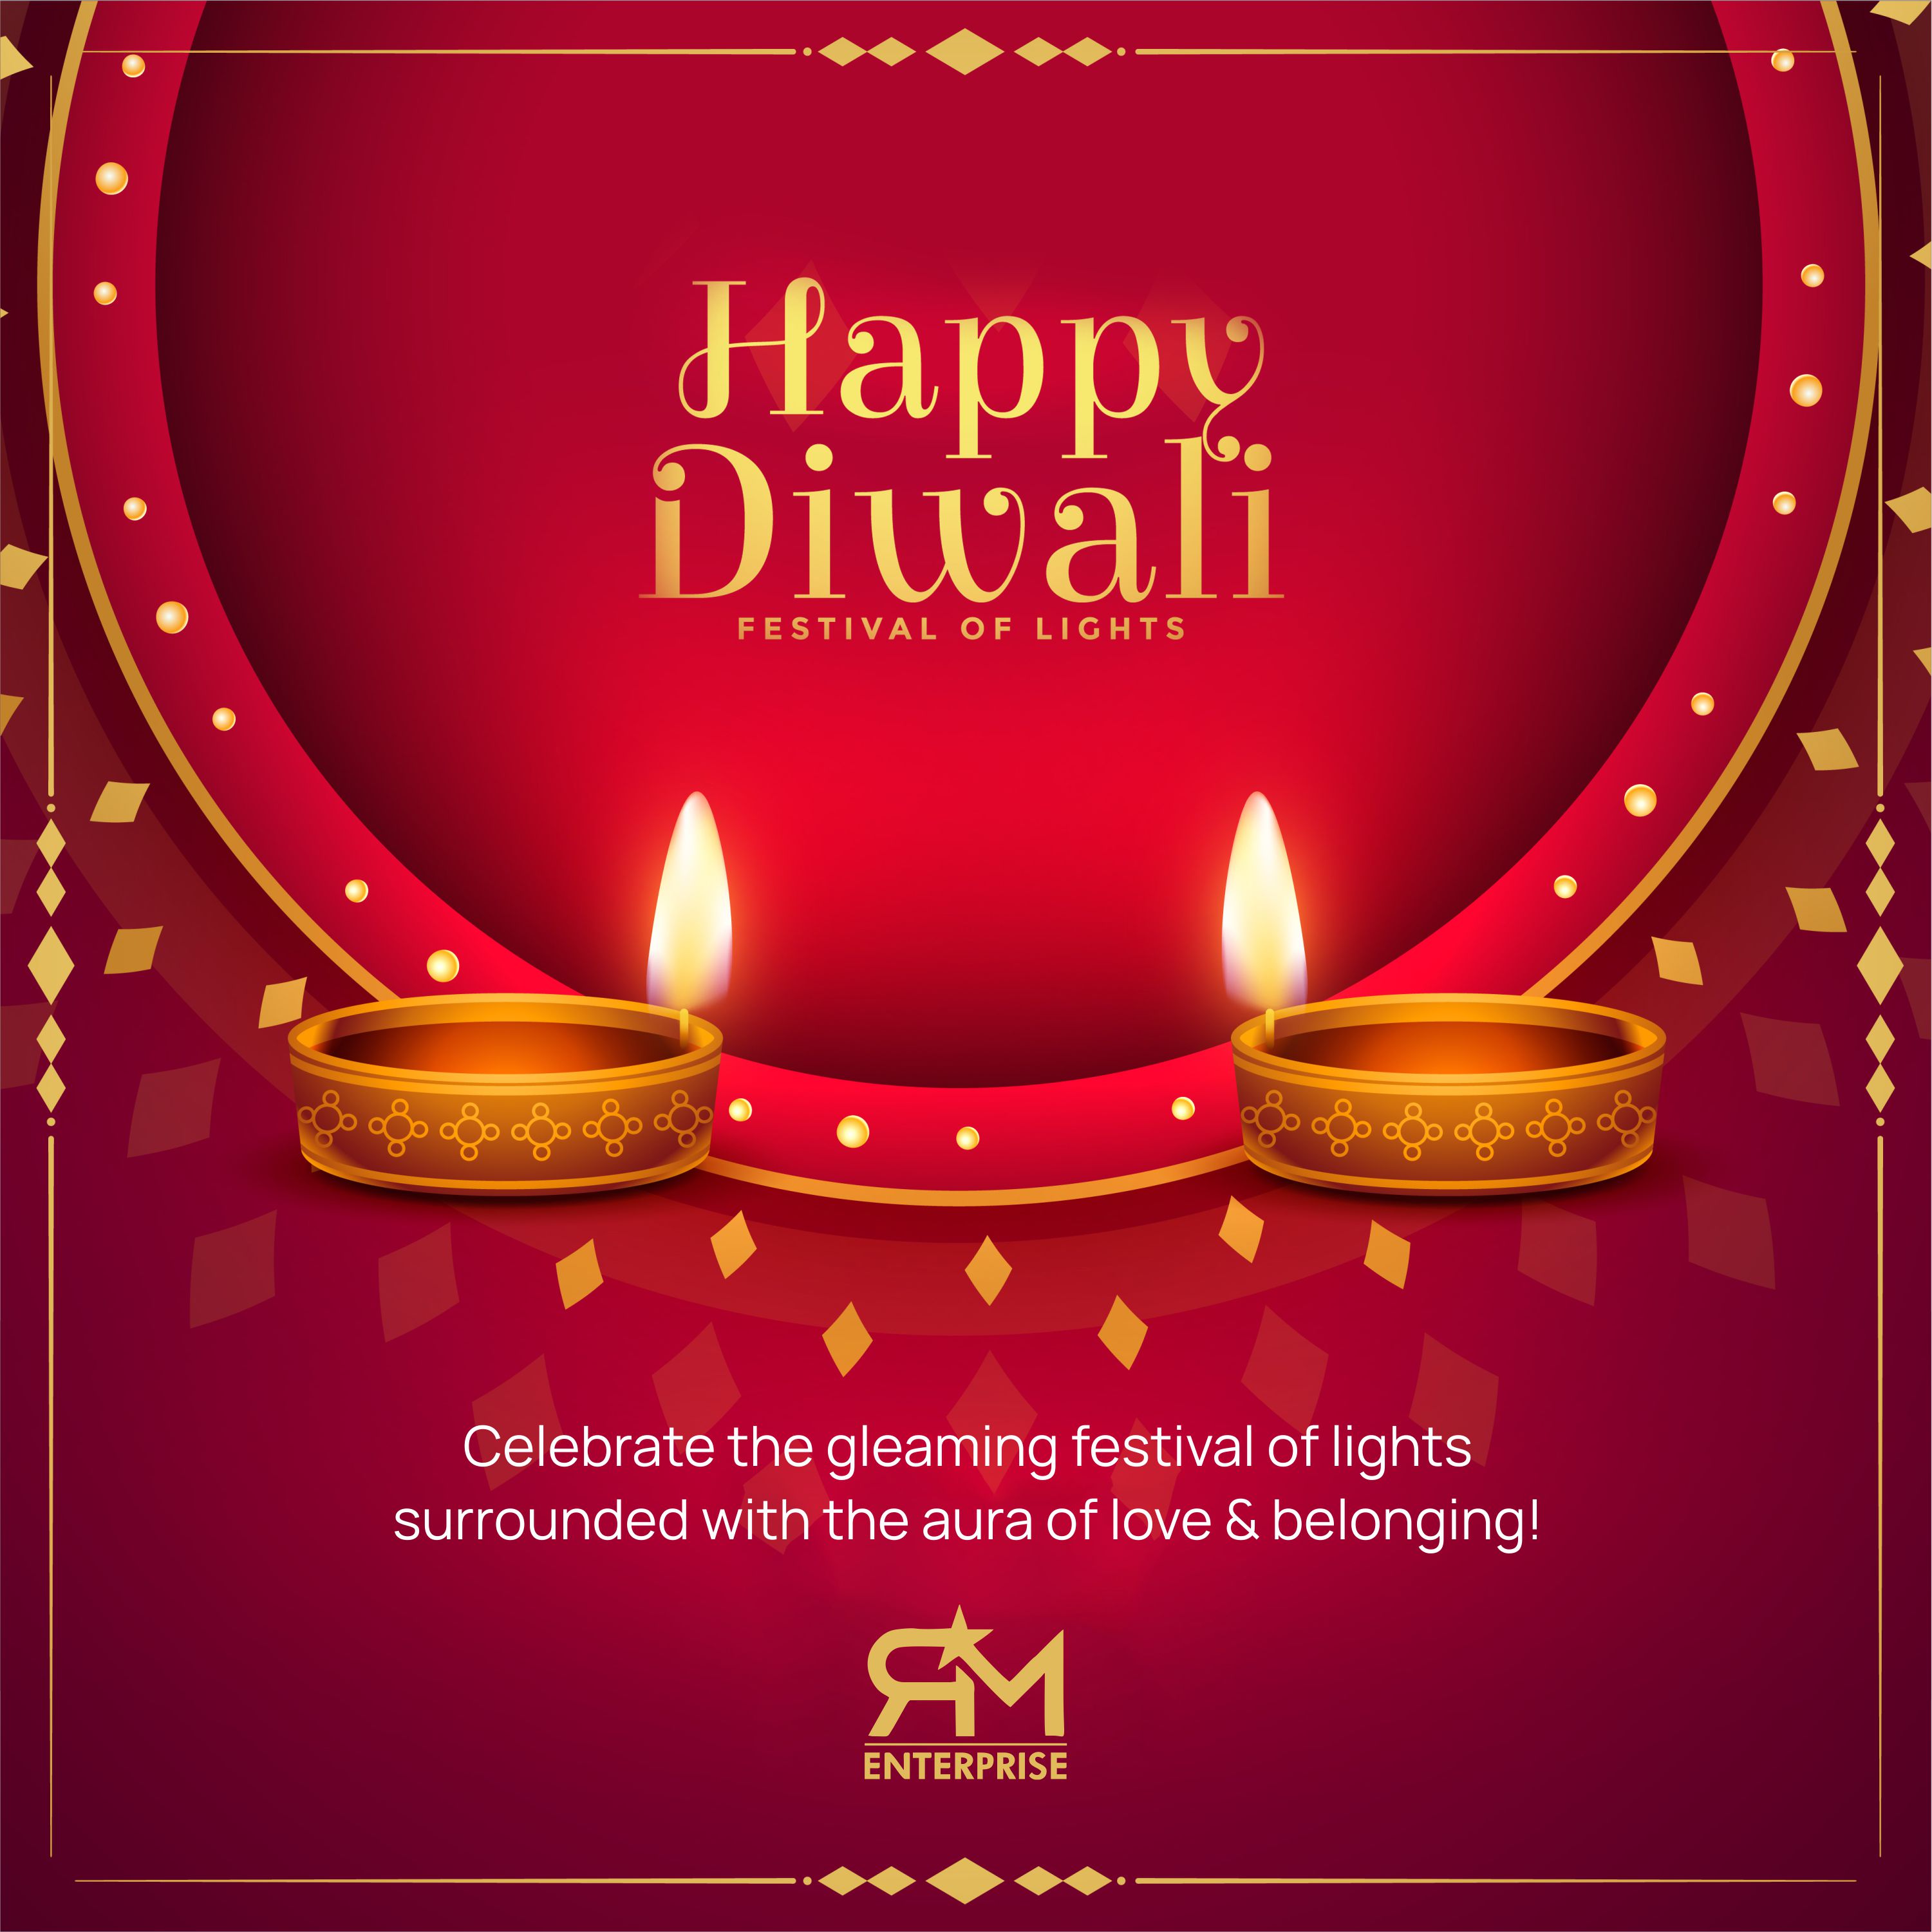 Happy
Diwali
FESTIVAL OF LIGHTS
Celebrate the gleaming festival of lights
surrounded with the aura of love & belonging!
RM
ENTERPRISE